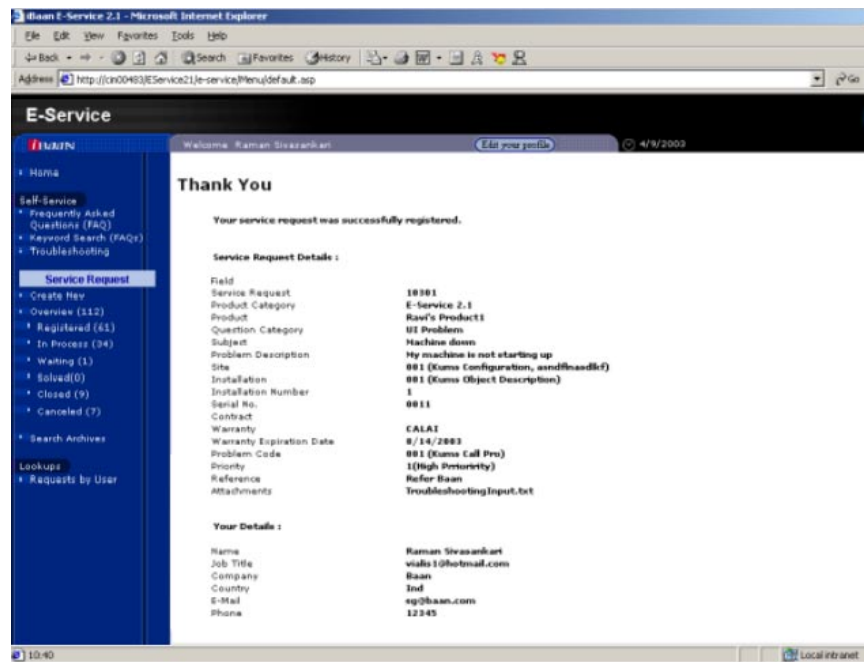 iBaan E-Service 2.1 - Microsoft Internet Explorer
File Edit View Favorites Tools Help
Back Search Favorites History
Address http://cin00483/EService21/e-service/Menu/default.asp Go
E-Service
iBAAN Welcome Raman Sivasankari Edit your profile 4/9/2003
Home
Self-Service
Frequently Asked
Questions (FAQ)
Keyword Search (FAQs)
Troubleshooting
Service Request
Create New
Overview (112)
Registered (61)
In Process (34)
Waiting (1)
Solved(0)
Closed (9)
Canceled (7)
Search Archives
Lookups
Requests by User
Thank You
Your service request was successfully registered.
Service Request Details :
Field
Service Request 10301
Product Category E-Service 2.1
Product Ravi's Product1
Question Category UI Problem
Subject Machine down
Problem Description My machine is not starting up
Site 001 (Kums Configuration, asndflnasdlkf)
Installation 001 (Kums Object Description)
Installation Number 1
Serial No. 0011
Contract
Warranty CALAI
Warranty Expiration Date 8/14/2003
Problem Code 001 (Kums Call Pro)
Priority 1(High Perioririty)
Reference Refer Baan
Attachments TroubleshootingInput.txt
Your Details :
Name Raman Sivasankari
Job Title vialis1@hotmail.com
Company Baan
Country Ind
E-Mail sg@baan.com
Phone 12345
10:40 Local intranet